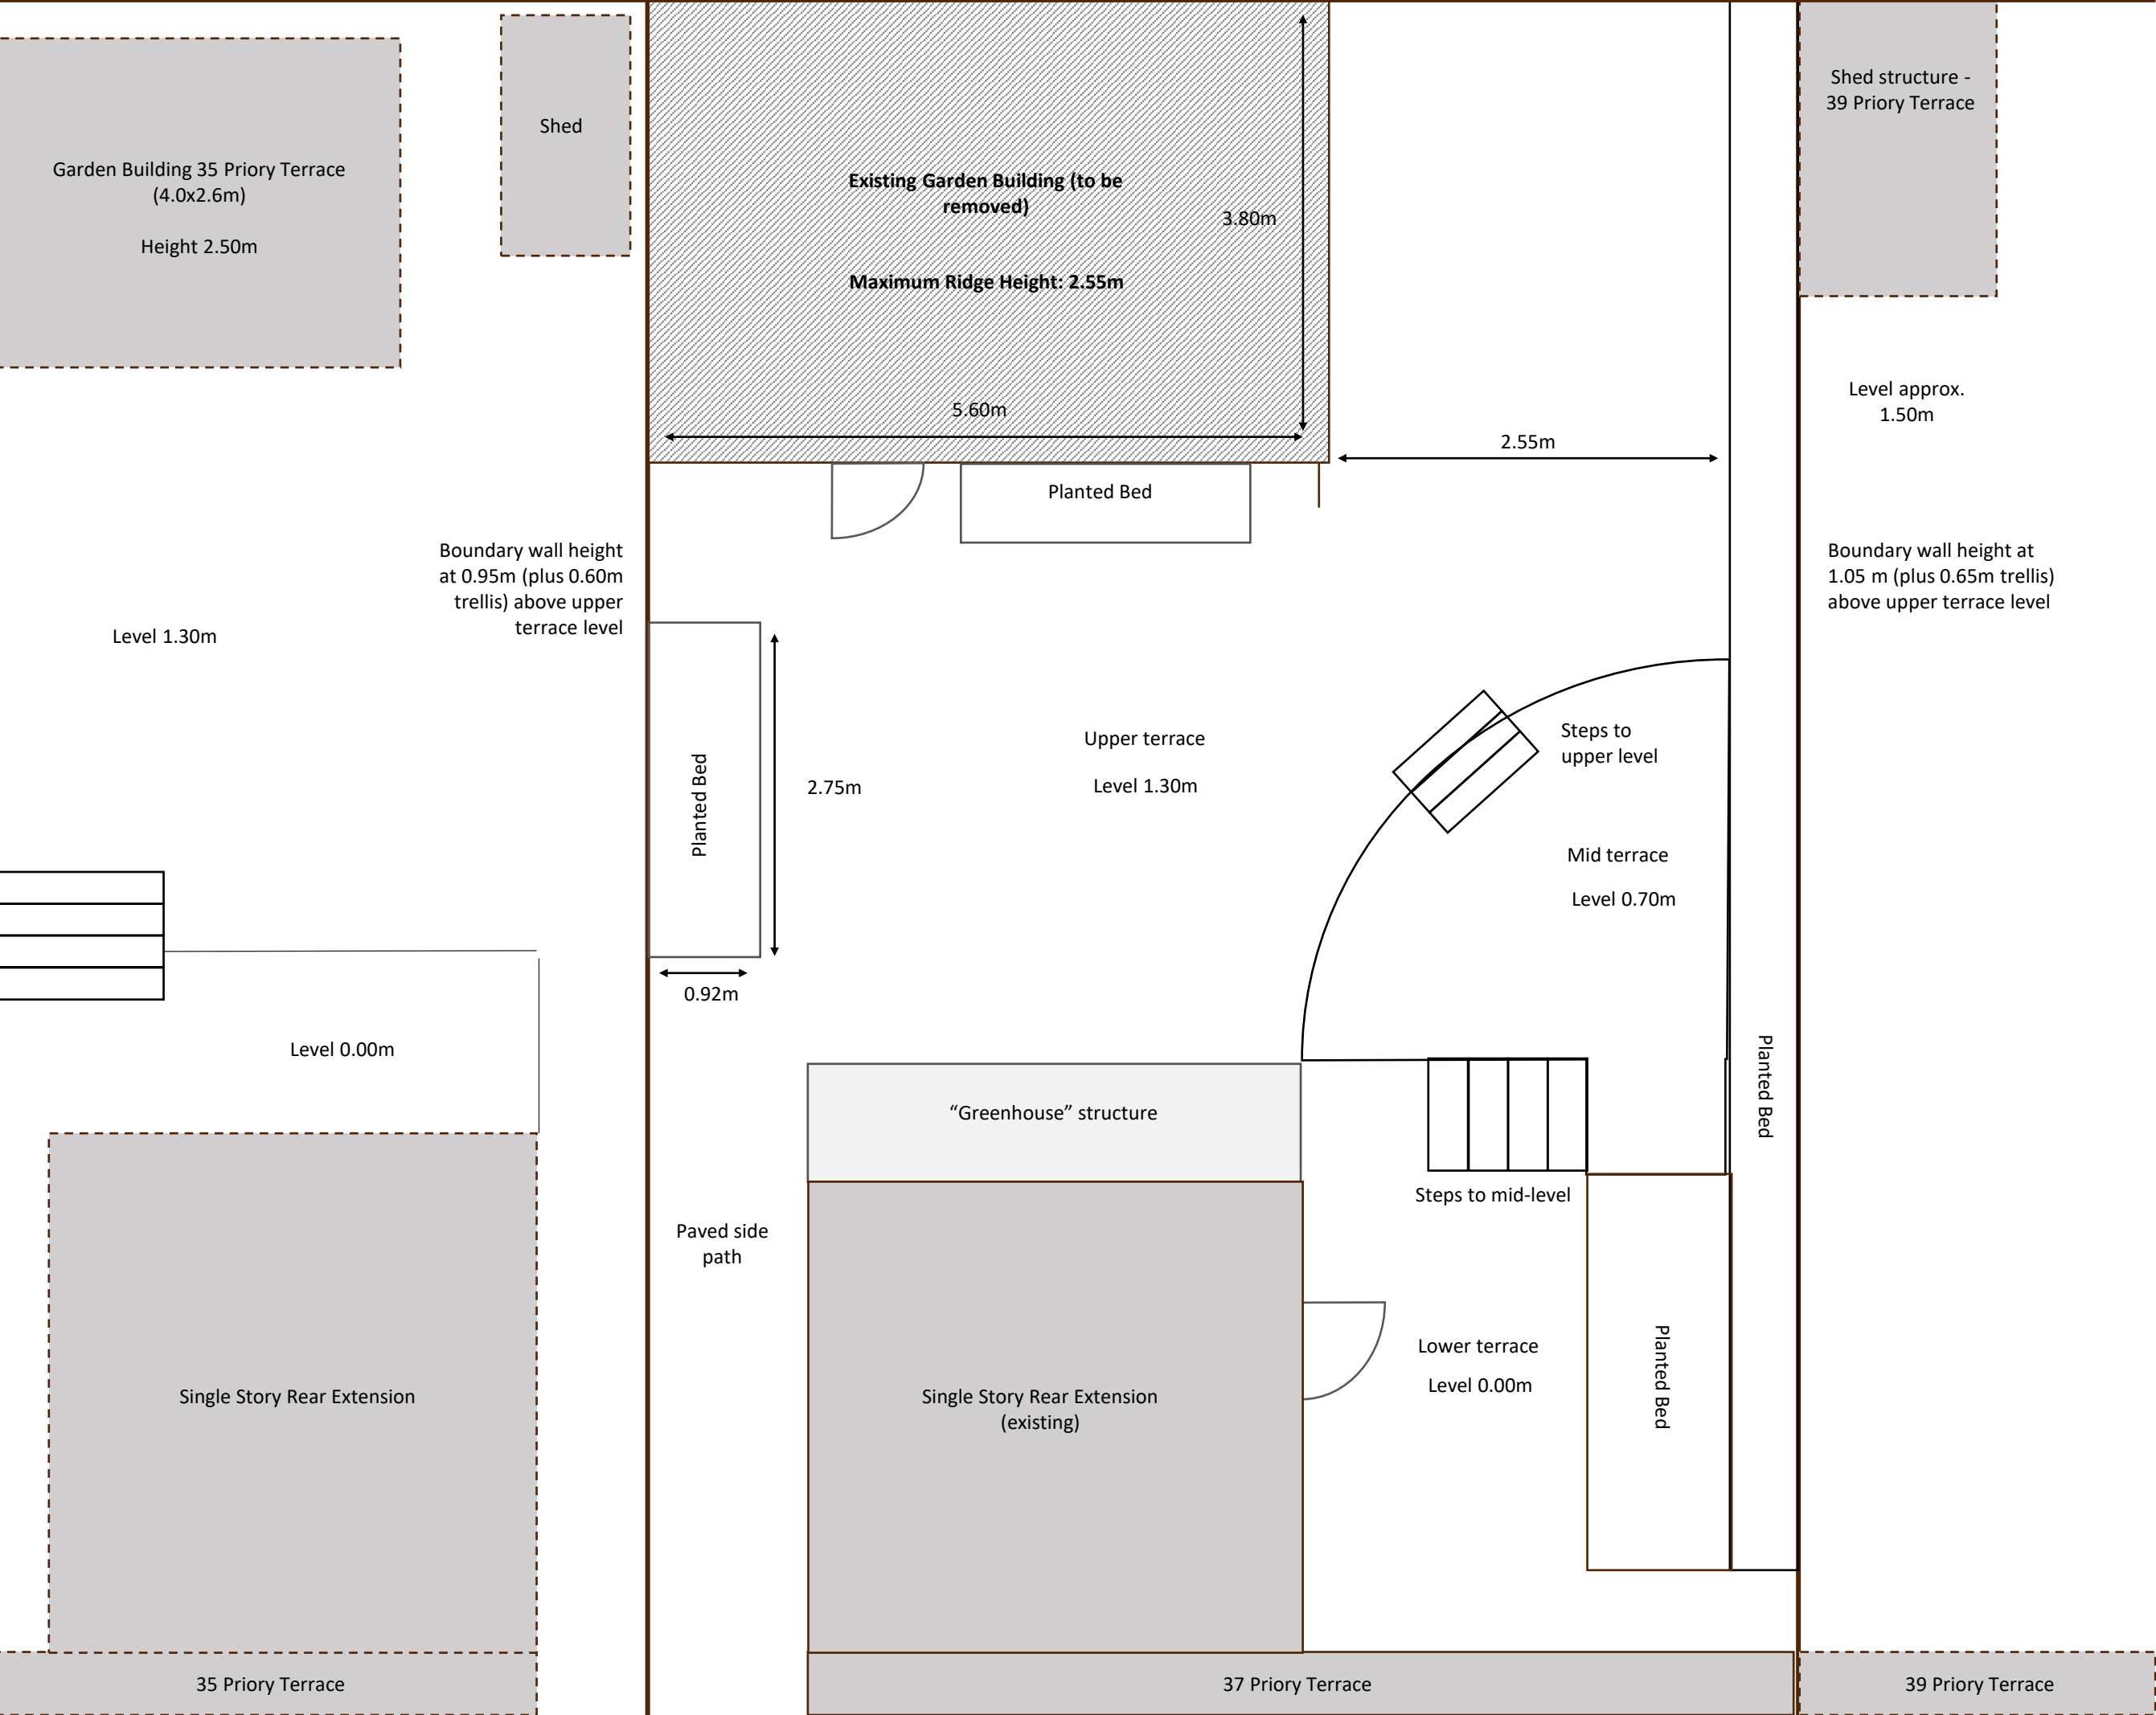 Shed structure -
39 Priory Terrace
Shed
Garden Building 35 Priory Terrace
(4.0x2.6m)
Height 2.50m
Existing Garden Building (to be
removed)
3.80m
Maximum Ridge Height: 2.55m
5.60m
2.55m
Level approx.
1.50m
Planted Bed
Boundary wall height
at 0.95m (plus 0.60m
trellis) above upper
terrace level
Boundary wall height at
1.05 m (plus 0.65m trellis)
above upper terrace level
Level 1.30m
Planted Bed
2.75m
0.92m
Upper terrace
Level 1.30m
Steps to
upper level
Mid terrace
Level 0.70m
Level 0.00m
Planted Bed
“Greenhouse” structure
Steps to mid-level
Paved side
path
Lower terrace
Level 0.00m
Planted Bed
Single Story Rear Extension
Single Story Rear Extension
(existing)
35 Priory Terrace
37 Priory Terrace
39 Priory Terrace